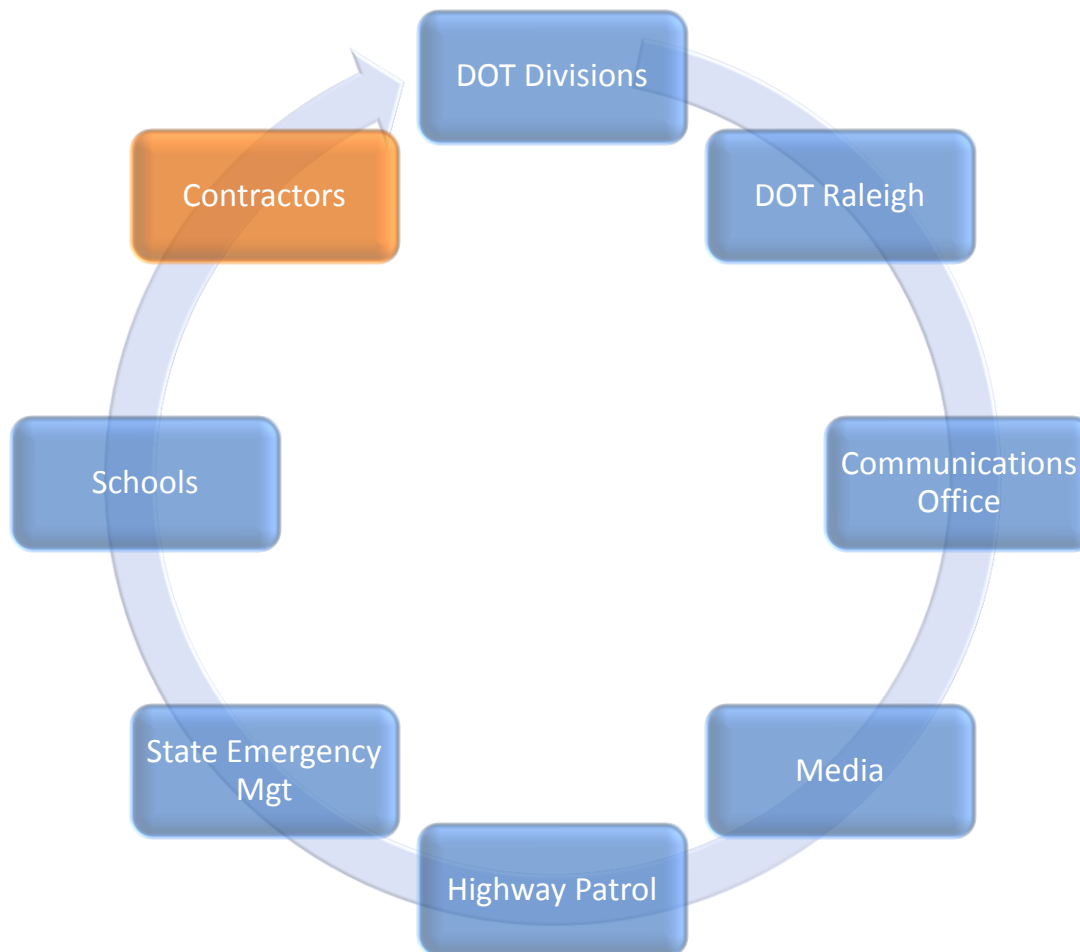 DOT Divisions
DOT Raleigh
Communications
Office
Media
Highway Patrol
State Emergency
Mgt
Schools
Contractors